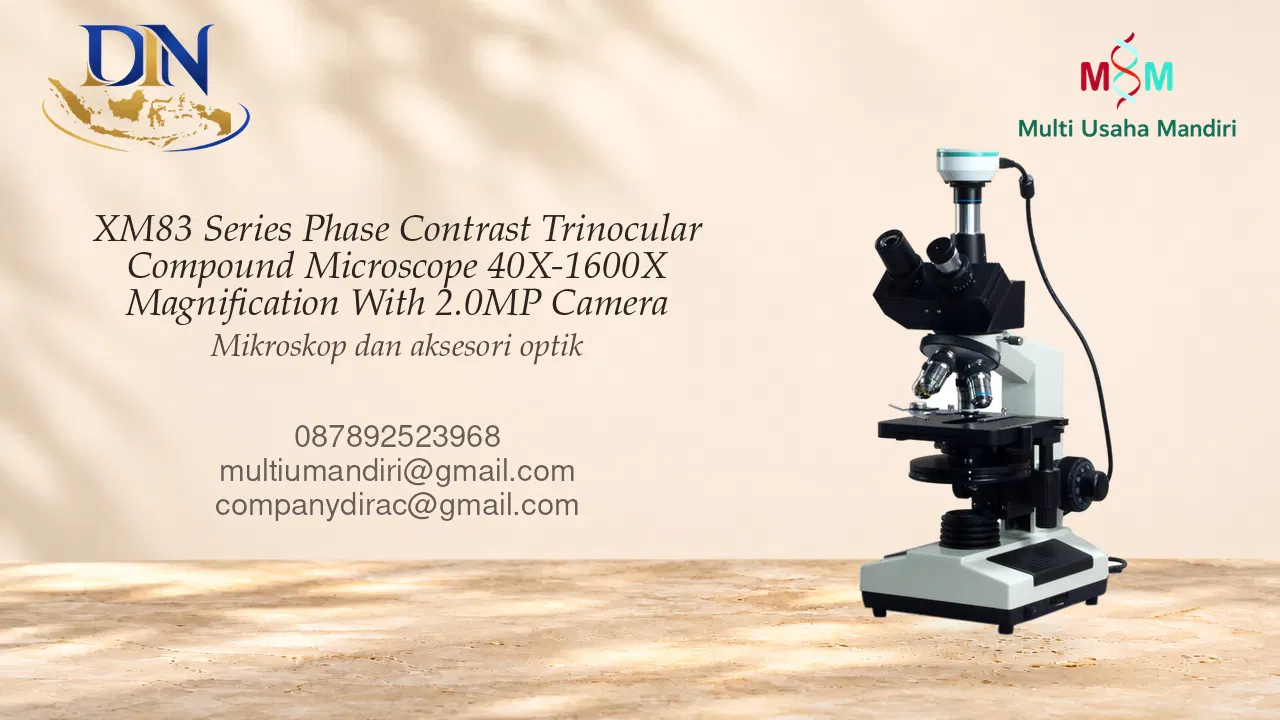 DIN
M M
Multi Usaha Mandiri
XM83 Series Phase Contrast Trinocular
Compound Microscope 40X-1600X
Magnification With 2.0MP Camera
Mikroskop dan aksesori optik
087892523968
multiumandiri@gmail.com
companydirac@gmail.com